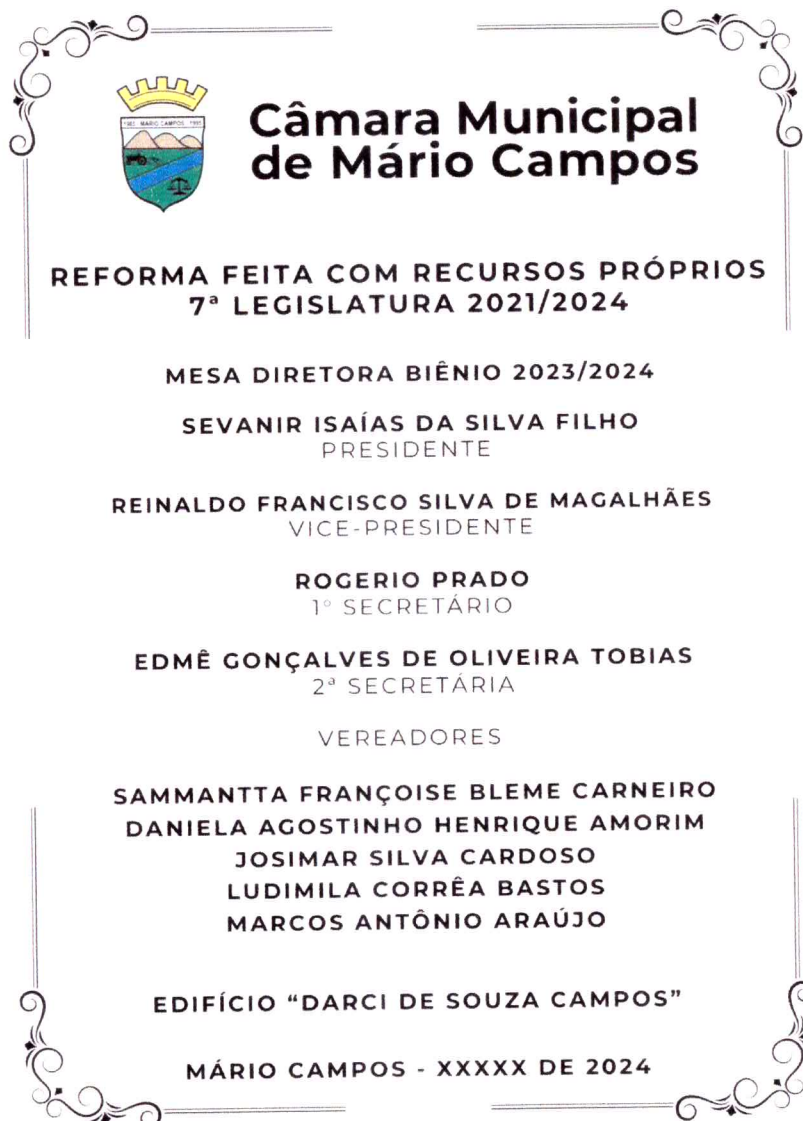 Câmara Municipal
de Mário Campos
MARIO CAMPOS
REFORMA FEITA COM RECURSOS PRÓPRIOS
7ª LEGISLATURA 2021/2024
MESA DIRETORA BIÊNIO 2023/2024
SEVANIR ISAÍAS DA SILVA FILHO
PRESIDENTE
REINALDO FRANCISCO SILVA DE MAGALHÃES
VICE-PRESIDENTE
ROGERIO PRADO
1º SECRETÁRIO
EDMÊ GONÇALVES DE OLIVEIRA TOBIAS
2ª SECRETÁRIA
VEREADORES
SAMMANTTA FRANÇOISE BLEME CARNEIRO
DANIELA AGOSTINHO HENRIQUE AMORIM
JOSIMAR SILVA CARDOSO
LUDIMILA CORRÊA BASTOS
MARCOS ANTÔNIO ARAÚJO
EDIFÍCIO “DARCI DE SOUZA CAMPOS”
MÁRIO CAMPOS - XXXXX DE 2024